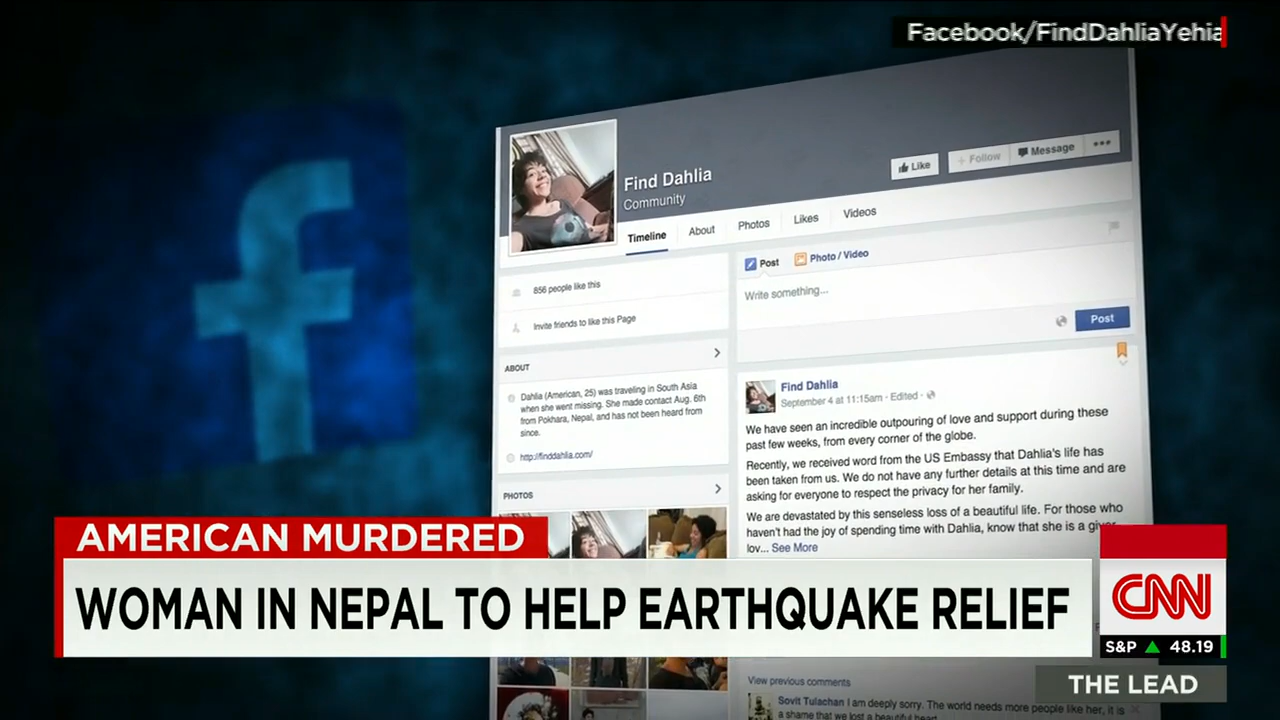 Facebook/FindDahliaYehia
Find Dahlia
Community
Like
+ Follow
Message
Timeline
About
Photos
Likes
Videos
856 people like this
Invite friends to like this Page
ABOUT
Dahlia (American, 25) was traveling in South Asia
when she went missing. She made contact Aug. 6th
from Pokhara, Nepal, and has not been heard from
since.
http://finddahlia.com/
PHOTOS
Post
Photo / Video
Write something...
Post
Find Dahlia
September 4 at 11:15am · Edited ·
We have seen an incredible outpouring of love and support during these
past few weeks, from every corner of the globe.
Recently, we received word from the US Embassy that Dahlia's life has
been taken from us. We do not have any further details at this time and are
asking for everyone to respect the privacy for her family.
We are devastated by this senseless loss of a beautiful life. For those who
haven't had the joy of spending time with Dahlia, know that she is a giver,
lov... See More
AMERICAN MURDERED
WOMAN IN NEPAL TO HELP EARTHQUAKE RELIEF
CNN
S&P ▲ 48.19
THE LEAD
View previous comments
Sovit Tulachan I am deeply sorry. The world needs more people like her, it is
a shame that we lost a beautiful heart